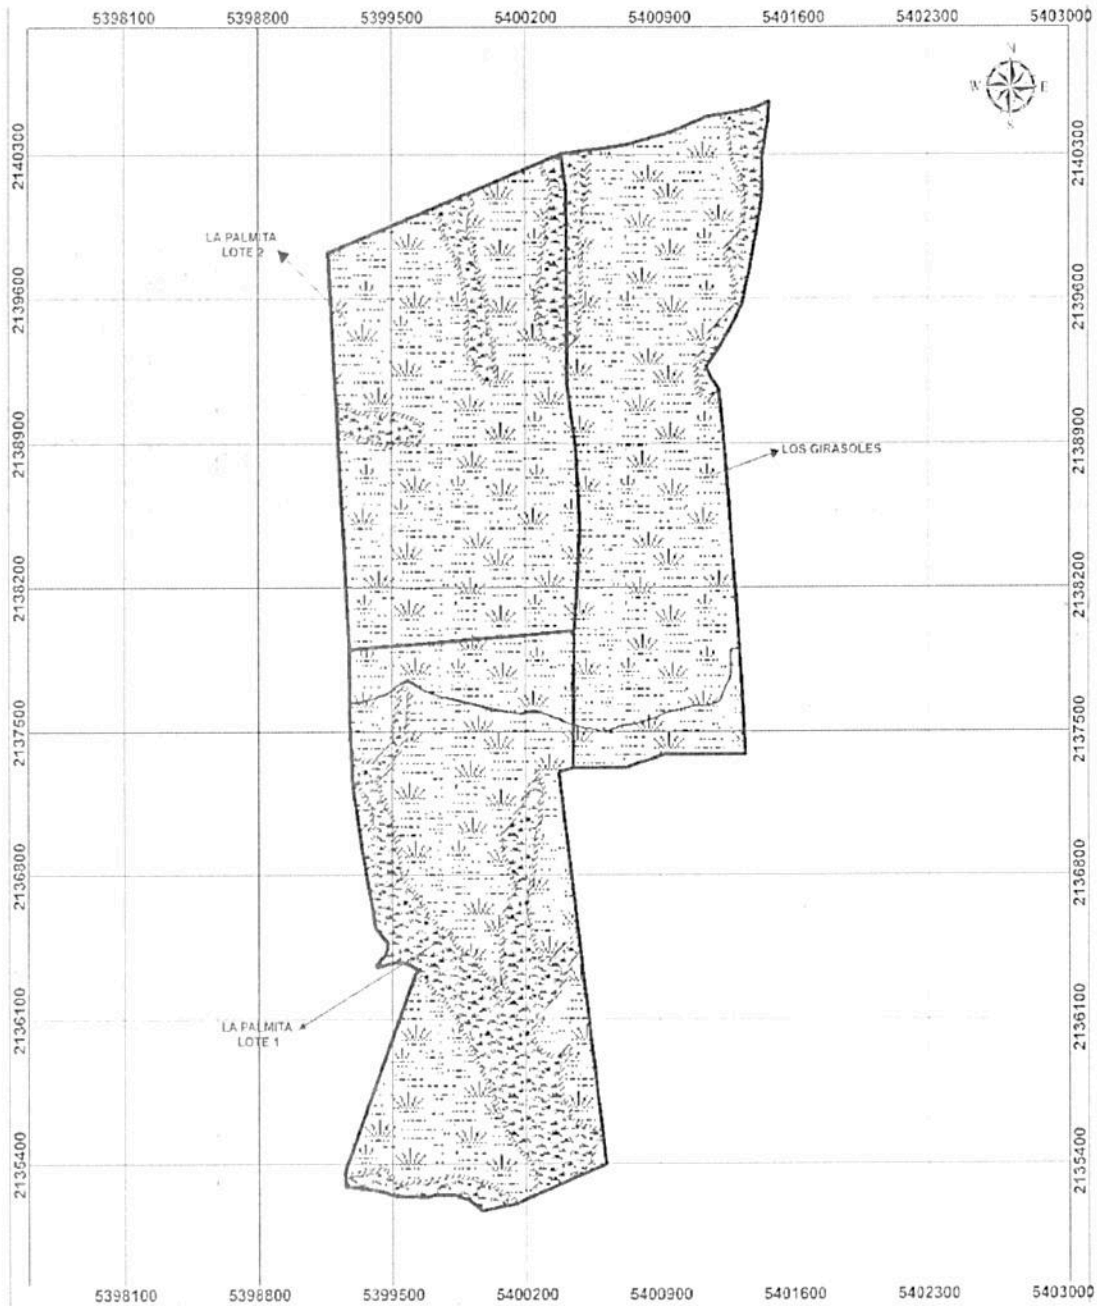 5398100 5398800 5399500 5400200 5400900 5401600 5402300 5403000
N
W E
S
2140300 2140300
LA PALMITA
LOTE 2
2139600 2139600
2138900 2138900
LOS GIRASOLES
2138200 2138200
2137500 2137500
2136800 2136800
2136100 2136100
LA PALMITA
LOTE 1
2135400 2135400
5398100 5398800 5399500 5400200 5400900 5401600 5402300 5403000